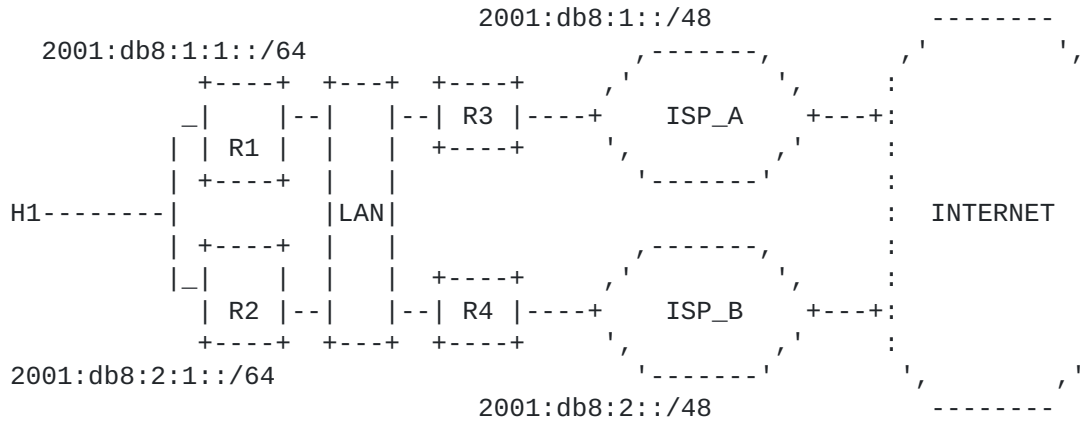 2001:db8:1::/48 --------
2001:db8:1:1::/64 ,-------, ,' ',
+----+ +---+ +----+ ,' ', :
_| |--| |--| R3 |----+ ISP_A +---+:
| | R1 | | | +----+ ', ,' :
| +----+ | | '-------' :
H1--------| |LAN| : INTERNET
| +----+ | | ,-------, :
|_| | | | +----+ ,' ', :
| R2 |--| |--| R4 |----+ ISP_B +---+:
+----+ +---+ +----+ ', ,' :
2001:db8:2:1::/64 '-------' ', ,'
2001:db8:2::/48 --------